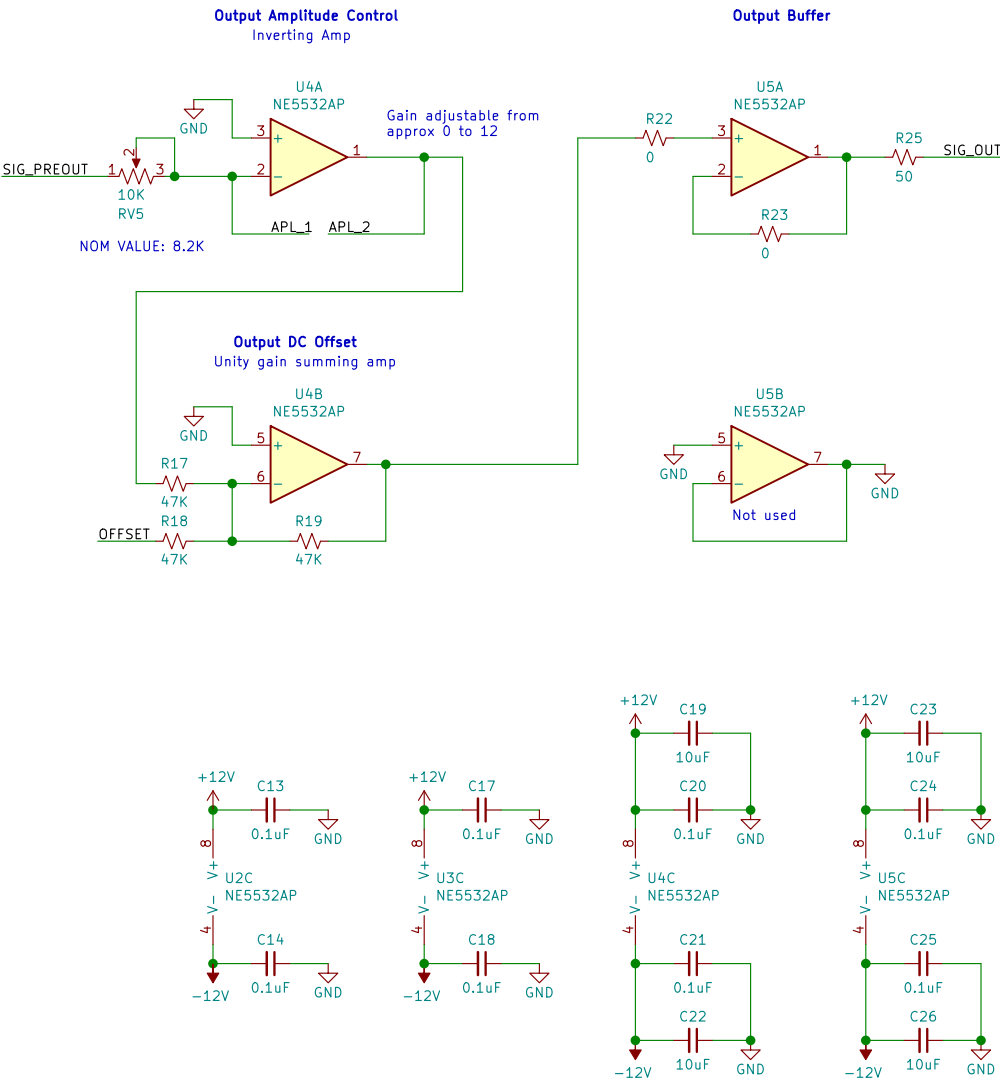 Output Amplitude Control
Inverting Amp
Output Buffer
U4A
NE5532AP
GND
3
+
2
−
1
Gain adjustable from
approx 0 to 12
SIG_PREOUT
1
2
3
10K
RV5
NOM VALUE: 8.2K
APL_1
APL_2
U5A
NE5532AP
R22
0
3
+
2
−
1
R25
50
SIG_OUT
R23
0
Output DC Offset
Unity gain summing amp
U4B
NE5532AP
GND
5
+
6
−
7
R17
47K
OFFSET
R18
47K
R19
47K
U5B
NE5532AP
GND
5
+
6
−
7
GND
Not used
+12V
C13
0.1uF
GND
8
V+
U2C
NE5532AP
V−
4
C14
0.1uF
GND
−12V
+12V
C17
0.1uF
GND
8
V+
U3C
NE5532AP
V−
4
C18
0.1uF
GND
−12V
+12V
C19
10uF
C20
0.1uF
GND
8
V+
U4C
NE5532AP
V−
4
C21
0.1uF
C22
10uF
GND
−12V
+12V
C23
10uF
C24
0.1uF
GND
8
V+
U5C
NE5532AP
V−
4
C25
0.1uF
C26
10uF
GND
−12V